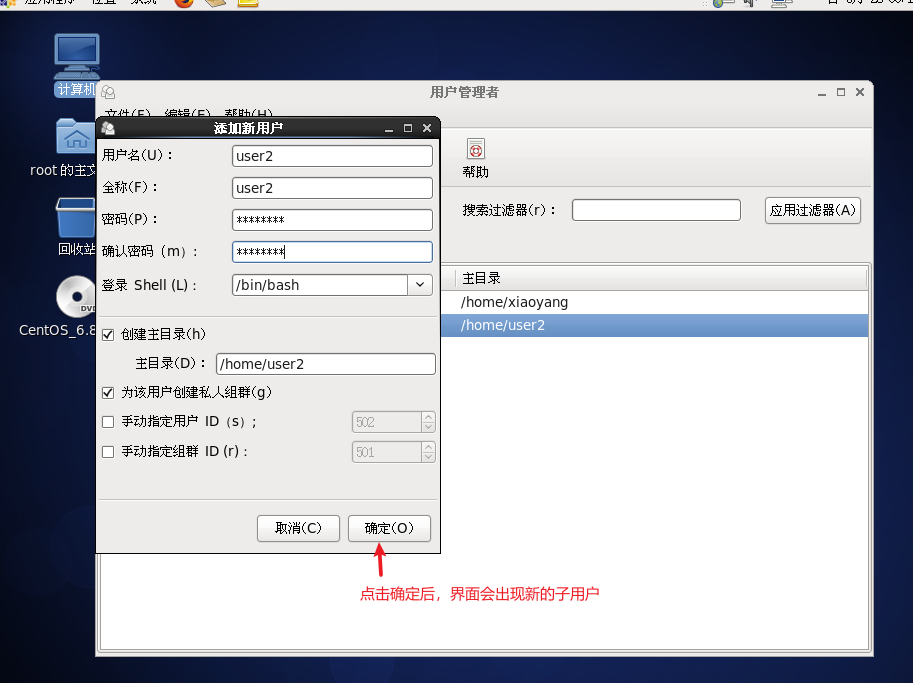 应用程序 位置 系统
计算机
root 的主文
回收站
CentOS_6.8
DVD
用户管理者
文件(F) 编辑(E) 帮助(H)
添加新用户
用户名(U)： user2
全称(F)： user2
密码(P)： ********
确认密码（m）： ********
登录 Shell (L)： /bin/bash
创建主目录(h)
主目录(D)： /home/user2
为该用户创建私人组群(g)
手动指定用户 ID（s）; 502
手动指定组群 ID (r)： 501
取消(C) 确定(O)
帮助
搜索过滤器(r)： 应用过滤器(A)
主目录
/home/xiaoyang
/home/user2
点击确定后，界面会出现新的子用户